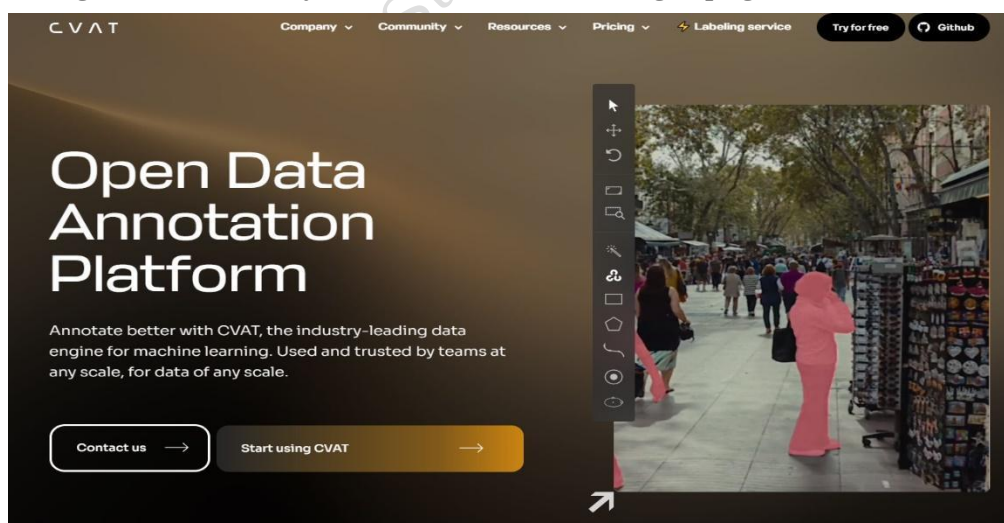 CVAT
Company Community Resources Pricing Labeling service Try for free Github
Open Data
Annotation
Platform
Annotate better with CVAT, the industry-leading data
engine for machine learning. Used and trusted by teams at
any scale, for data of any scale.
Contact us Start using CVAT